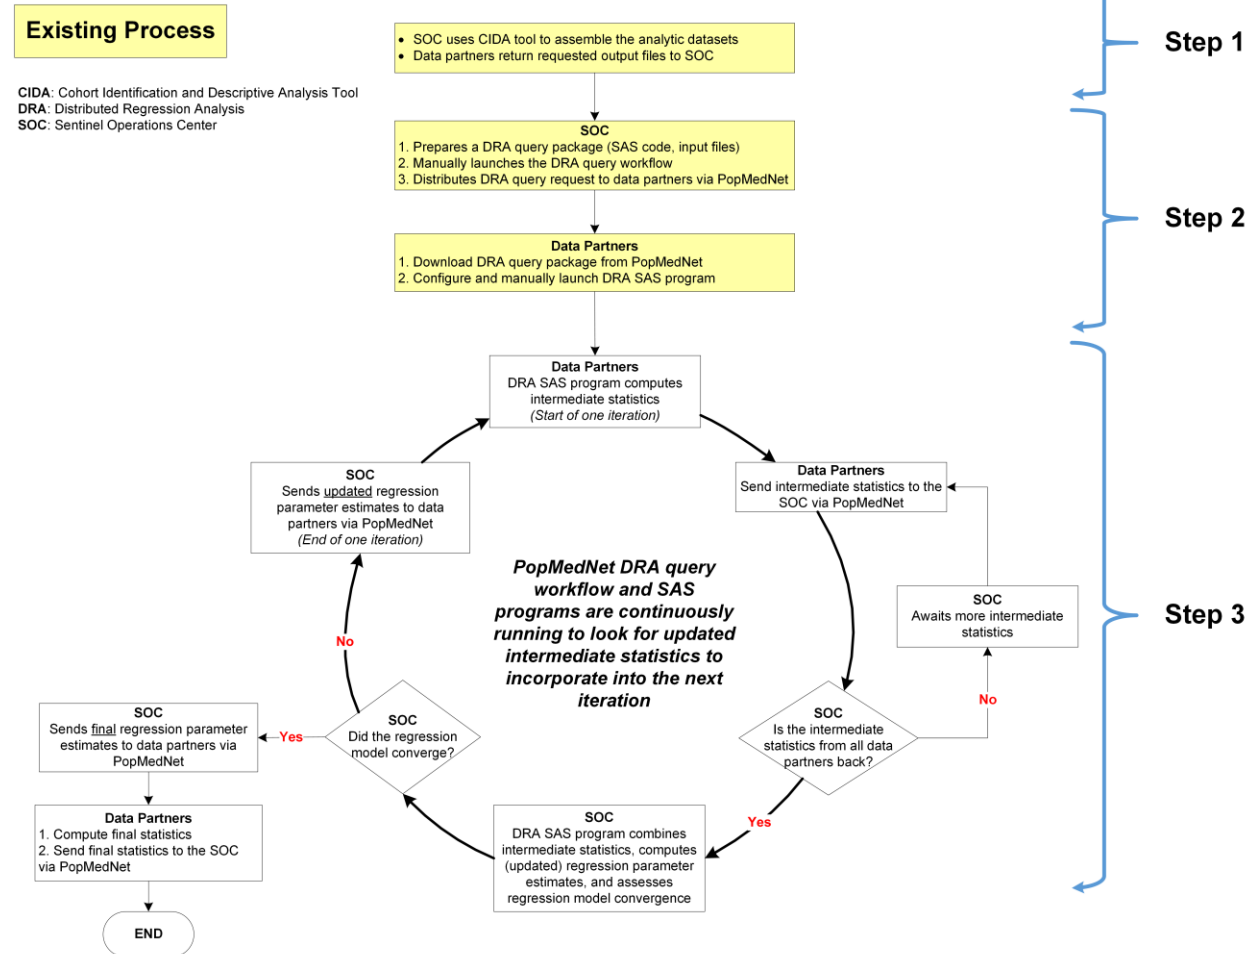 Existing Process
CIDA: Cohort Identification and Descriptive Analysis Tool
DRA: Distributed Regression Analysis
SOC: Sentinel Operations Center
• SOC uses CIDA tool to assemble the analytic datasets
• Data partners return requested output files to SOC
Step 1
SOC
1. Prepares a DRA query package (SAS code, input files)
2. Manually launches the DRA query workflow
3. Distributes DRA query request to data partners via PopMedNet
Step 2
Data Partners
1. Download DRA query package from PopMedNet
2. Configure and manually launch DRA SAS program
Data Partners
DRA SAS program computes
intermediate statistics
(Start of one iteration)
Data Partners
Send intermediate statistics to the
SOC via PopMedNet
SOC
Awaits more intermediate
statistics
Step 3
No
SOC
Is the intermediate
statistics from all data
partners back?
Yes
SOC
DRA SAS program combines
intermediate statistics, computes
(updated) regression parameter
estimates, and assesses
regression model convergence
SOC
Did the regression
model converge?
No
SOC
Sends updated regression
parameter estimates to data
partners via PopMedNet
(End of one iteration)
PopMedNet DRA query
workflow and SAS
programs are continuously
running to look for updated
intermediate statistics to
incorporate into the next
iteration
Yes
SOC
Sends final regression parameter
estimates to data partners via
PopMedNet
Data Partners
1. Compute final statistics
2. Send final statistics to the SOC
via PopMedNet
END